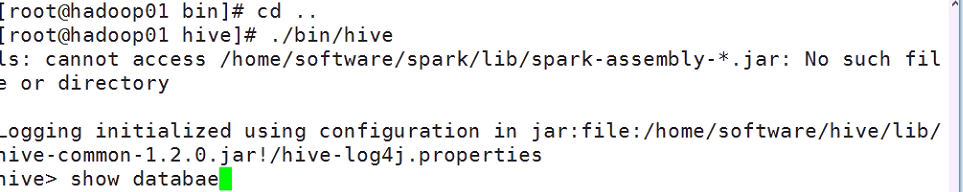 [root@hadoop01 bin]# cd ..
[root@hadoop01 hive]# ./bin/hive
ls: cannot access /home/software/spark/lib/spark-assembly-*.jar: No such fil
e or directory
Logging initialized using configuration in jar:file:/home/software/hive/lib/
hive-common-1.2.0.jar!/hive-log4j.properties
hive> show databae